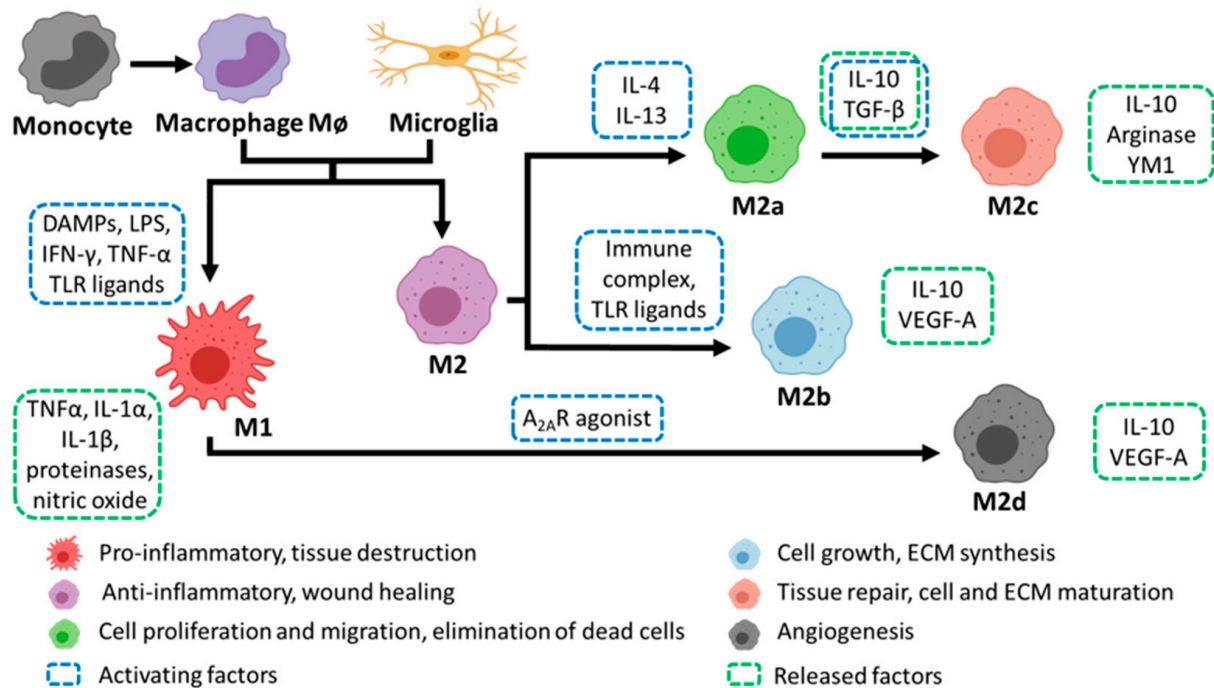 Monocyte
Macrophage Mø
Microglia
IL-4
IL-13
IL-10
TGF-β
IL-10
Arginase
YM1
M2a
M2c
DAMPs, LPS,
IFN-γ, TNF-α
TLR ligands
Immune
complex,
TLR ligands
IL-10
VEGF-A
M2
M2b
TNFα, IL-1α,
IL-1β,
proteinases,
nitric oxide
M1
A₂ₐR agonist
IL-10
VEGF-A
M2d
Pro-inflammatory, tissue destruction
Anti-inflammatory, wound healing
Cell proliferation and migration, elimination of dead cells
Activating factors
Cell growth, ECM synthesis
Tissue repair, cell and ECM maturation
Angiogenesis
Released factors